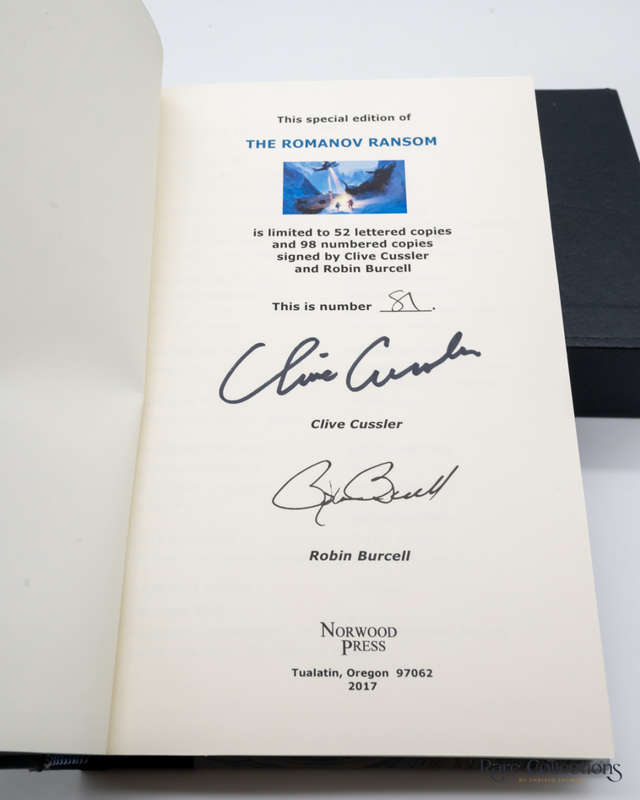 This special edition of
THE ROMANOV RANSOM
is limited to 52 lettered copies
and 98 numbered copies
signed by Clive Cussler
and Robin Burcell
This is number 81.
Clive Cussler
Clive Cussler
Robin Burcell
Robin Burcell
NORWOOD
PRESS
Tualatin, Oregon 97062
2017
Rare Collections